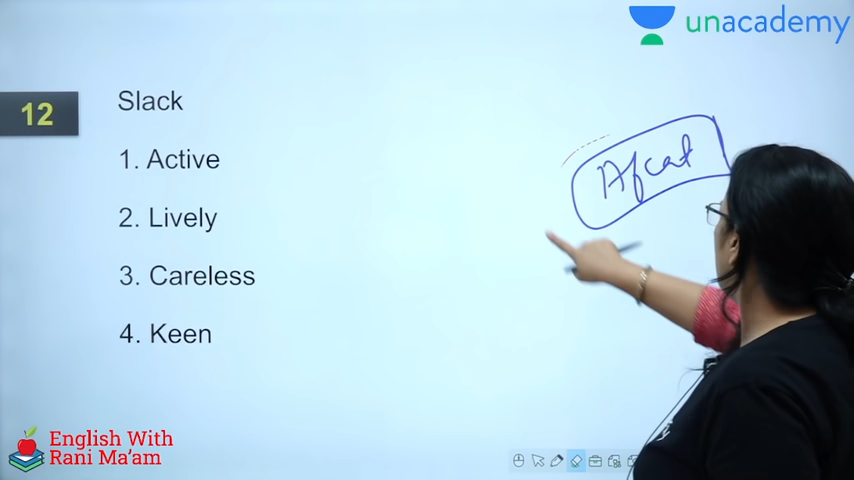 unacademy
12
Slack
1. Active
2. Lively
3. Careless
4. Keen
Afcat
English With
Rani Ma'am